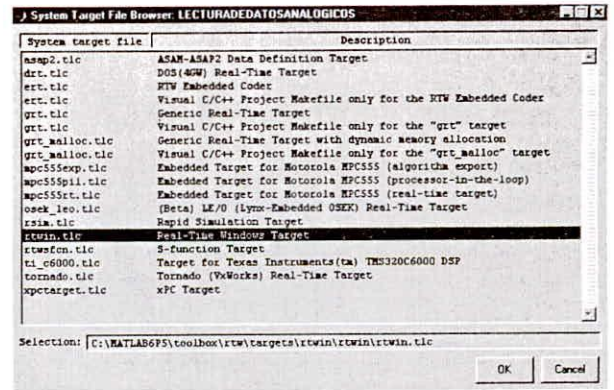 System Target File Browser: LECTURADEDATOSANALOGICOS
System target file Description
asap2.tlc ASAM-ASAP2 Data Definition Target
drt.tlc DOS(4GW) Real-Time Target
ert.tlc RTW Embedded Coder
ert.tlc Visual C/C++ Project Makefile only for the RTW Embedded Coder
grt.tlc Generic Real-Time Target
grt.tlc Visual C/C++ Project Makefile only for the "grt" target
grt_malloc.tlc Generic Real-Time Target with dynamic memory allocation
grt_malloc.tlc Visual C/C++ Project Makefile only for the "grt_malloc" target
mpc555exp.tlc Embedded Target for Motorola MPC555 (algorithm export)
mpc555pil.tlc Embedded Target for Motorola MPC555 (processor-in-the-loop)
mpc555rt.tlc Embedded Target for Motorola MPC555 (real-time target)
osek_leo.tlc (Beta) LE/O (Lynx-Embedded OSEK) Real-Time Target
rsim.tlc Rapid Simulation Target
rtwin.tlc Real-Time Windows Target
rtwsfcn.tlc S-function Target
ti_c6000.tlc Target for Texas Instruments(tm) TMS320C6000 DSP
tornado.tlc Tornado (VxWorks) Real-Time Target
xpctarget.tlc xPC Target
Selection: C:\MATLAB6P5\toolbox\rtw\targets\rtwin\rtwin\rtwin.tlc
OK Cancel